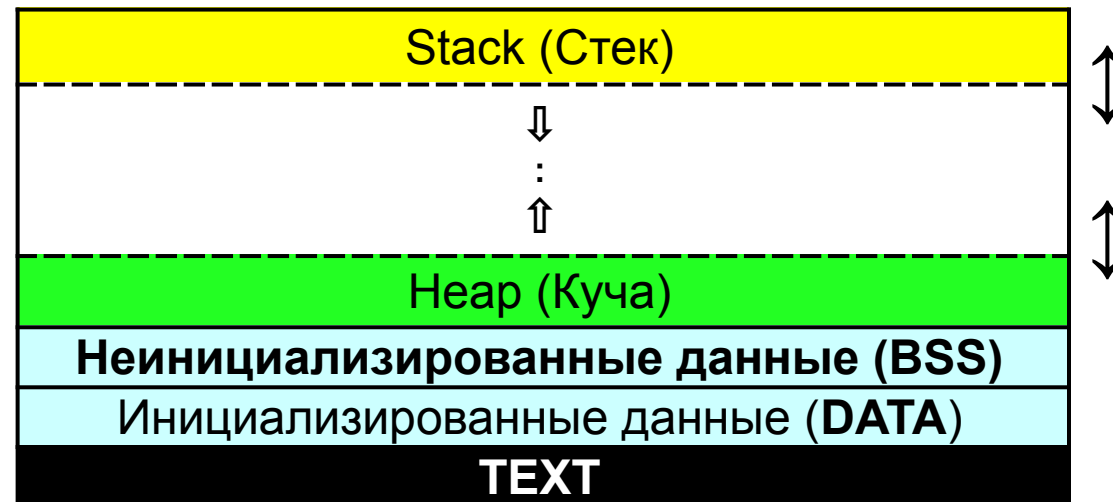 Stack (Стек)
⇩
:
⇧
Heap (Куча)
Неинициализированные данные (BSS)
Инициализированные данные (DATA)
TEXT